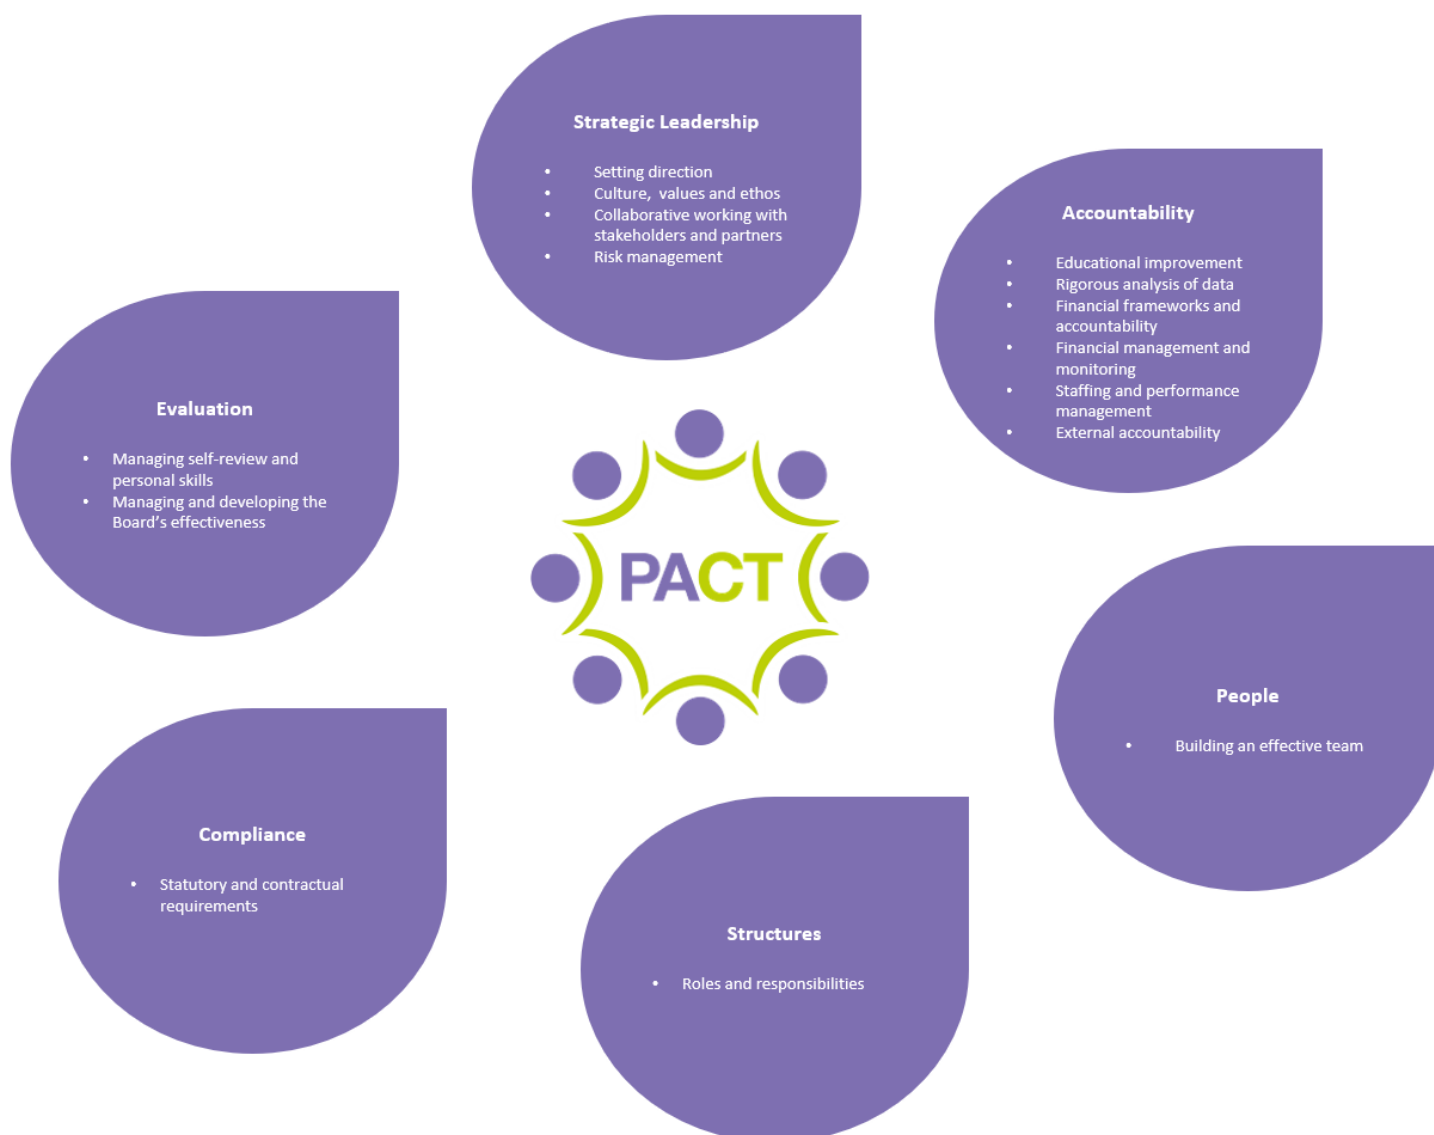 Strategic Leadership
• Setting direction
• Culture,  values and ethos
• Collaborative working with
stakeholders and partners
• Risk management
Accountability
• Educational improvement
• Rigorous analysis of data
• Financial frameworks and
accountability
• Financial management and
monitoring
• Staffing and performance
management
• External accountability
People
• Building an effective team
Structures
• Roles and responsibilities
Compliance
• Statutory and contractual
requirements
Evaluation
• Managing self-review and
personal skills
• Managing and developing the
Board’s effectiveness
PACT